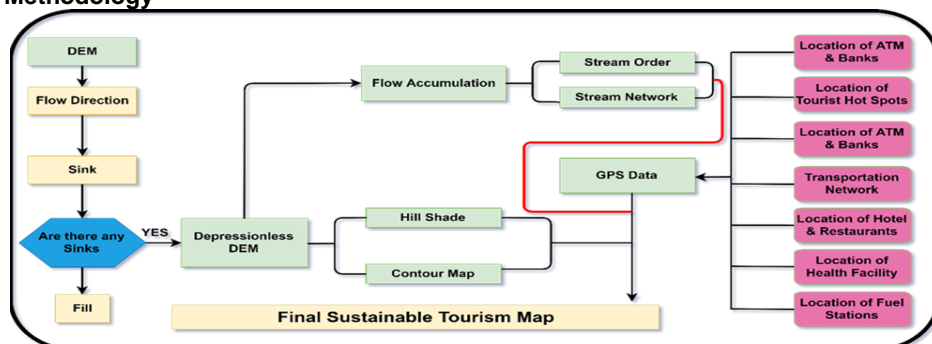 Methodology
DEM
Flow Direction
Sink
Are there any
Sinks
YES
Fill
Depressionless
DEM
Flow Accumulation
Stream Order
Stream Network
Hill Shade
Contour Map
GPS Data
Final Sustainable Tourism Map
Location of ATM
& Banks
Location of
Tourist Hot Spots
Location of ATM
& Banks
Transportation
Network
Location of Hotel
& Restaurants
Location of
Health Facility
Location of Fuel
Stations